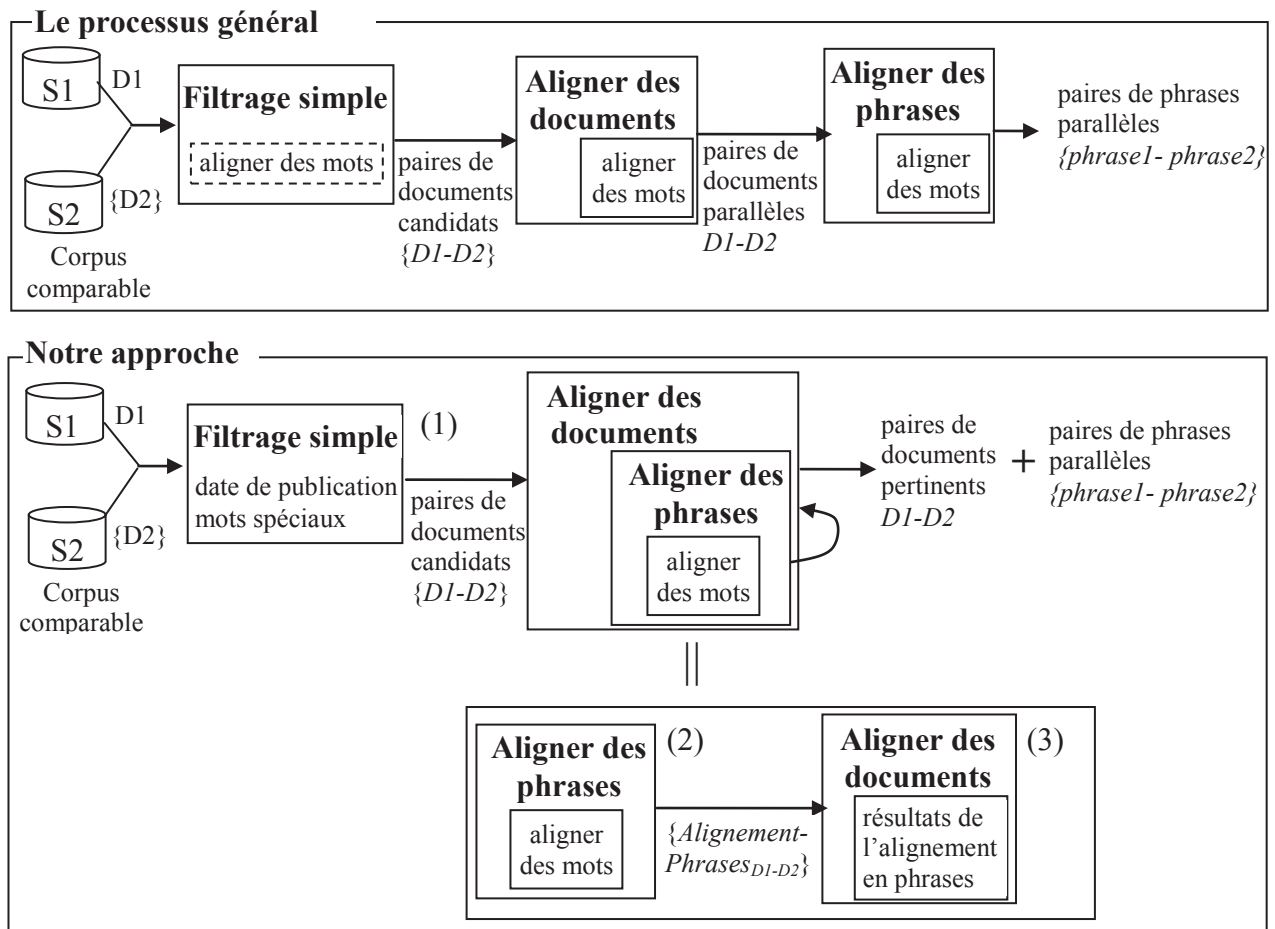 Le processus général
S1
D1
S2
{D2}
Corpus
comparable
Filtrage simple
aligner des mots
paires de
documents
candidats
{D1-D2}
Aligner des
documents
aligner
des mots
paires de
documents
parallèles
D1-D2
Aligner des
phrases
aligner
des mots
paires de phrases
parallèles
{phrase1- phrase2}
Notre approche
S1
D1
S2
{D2}
Corpus
comparable
Filtrage simple
(1)
date de publication
mots spéciaux
paires de
documents
candidats
{D1-D2}
Aligner des
documents
Aligner des
phrases
aligner
des mots
paires de
documents
pertinents
D1-D2
+
paires de phrases
parallèles
{phrase1- phrase2}
Aligner des
phrases
(2)
aligner
des mots
{Alignement-
PhrasesD1-D2}
Aligner des
documents
(3)
résultats de
l'alignement
en phrases